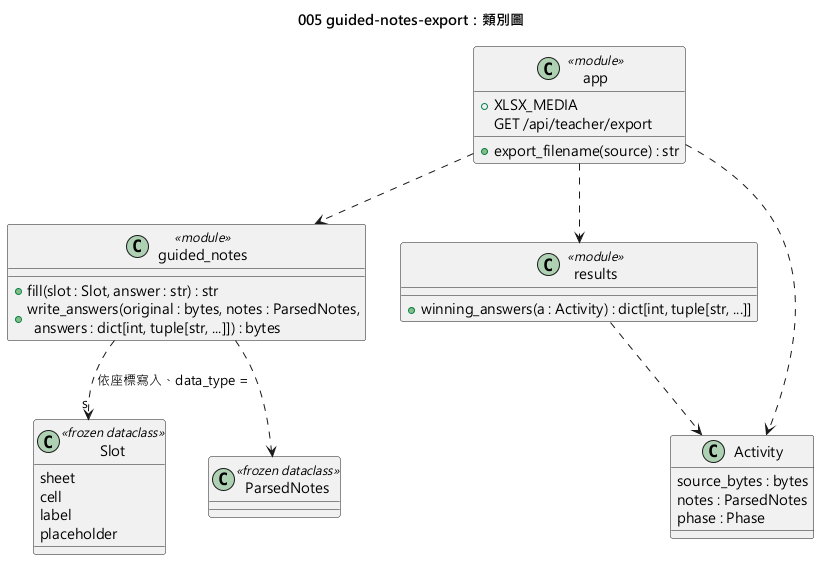 005 guided-notes-export：類別圖
C «module»
app
XLSX_MEDIA
GET /api/teacher/export
export_filename(source) : str
C «module»
guided_notes
fill(slot : Slot, answer : str) : str
write_answers(original : bytes, notes : ParsedNotes,
answers : dict[int, tuple[str, ...]]) : bytes
C «module»
results
winning_answers(a : Activity) : dict[int, tuple[str, ...]]
依座標寫入、data_type =
s
C «frozen dataclass»
Slot
sheet
cell
label
placeholder
C «frozen dataclass»
ParsedNotes
C Activity
source_bytes : bytes
notes : ParsedNotes
phase : Phase